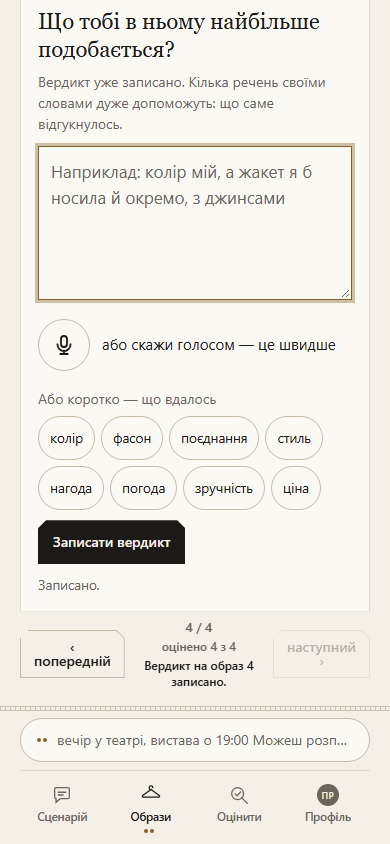 Що тобі в ньому найбільше
подобається?
Вердикт уже записано. Кілька речень своїми
словами дуже допоможуть: що саме
відгукнулось.
Наприклад: колір мій, а жакет я б
носила й окремо, з джинсами
або скажи голосом — це швидше
Або коротко — що вдалось
колір фасон поєднання стиль
нагода погода зручність ціна
Записати вердикт
Записано.
4 / 4
‹
попередній
оцінено 4 з 4
наступний
›
Вердикт на образ 4
записано.
вечір у театрі, вистава о 19:00 Можеш розп...
ПР
Сценарій Образи Оцінити Профіль